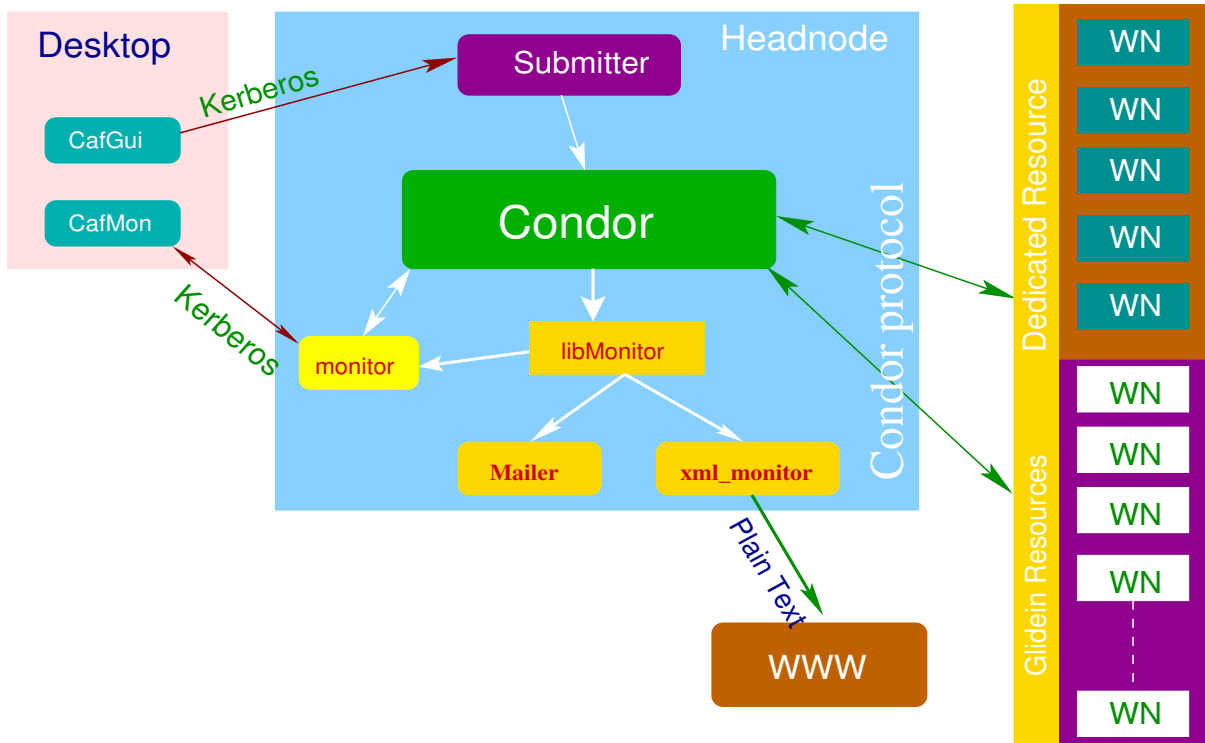 Desktop
CafGui
CafMon
Kerberos
Kerberos
Headnode
Submitter
Condor
monitor
libMonitor
Mailer
xml_monitor
Condor protocol
Plain Text
WWW
Dedicated Resource
WN
WN
WN
WN
WN
Glidein Resources
WN
WN
WN
WN
WN